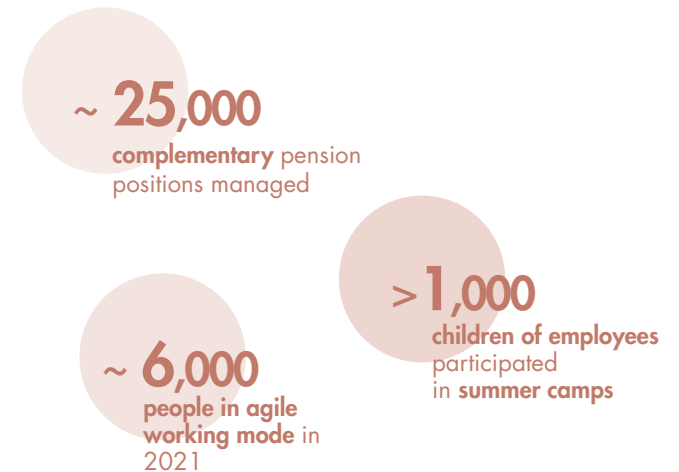 ~ 25,000
complementary pension
positions managed
> 1,000
children of employees
participated
in summer camps
~ 6,000
people in agile
working mode in
2021